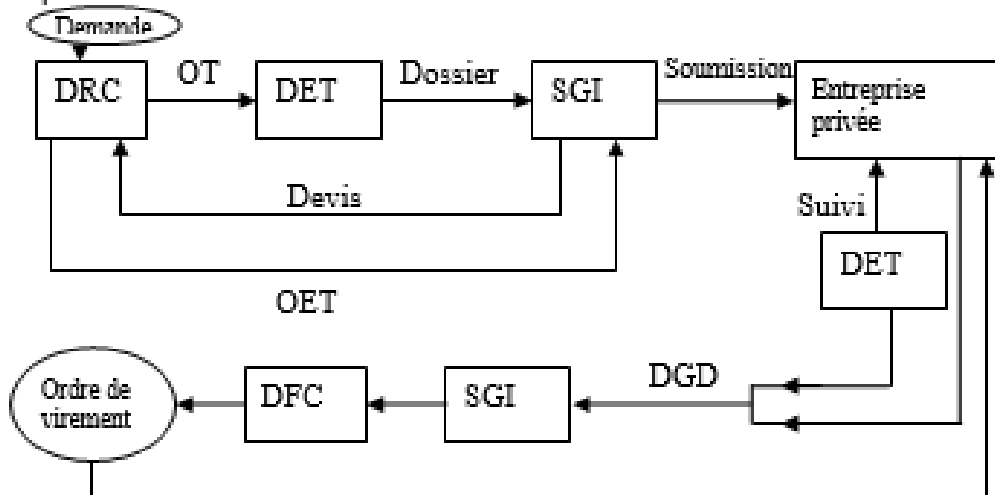 Demande
OT
Dossier
Soumission
DRC
DET
SGI
Entreprise
privée
Devis
Suivi
DET
OET
DGD
Ordre de
virement
DFC
SGI